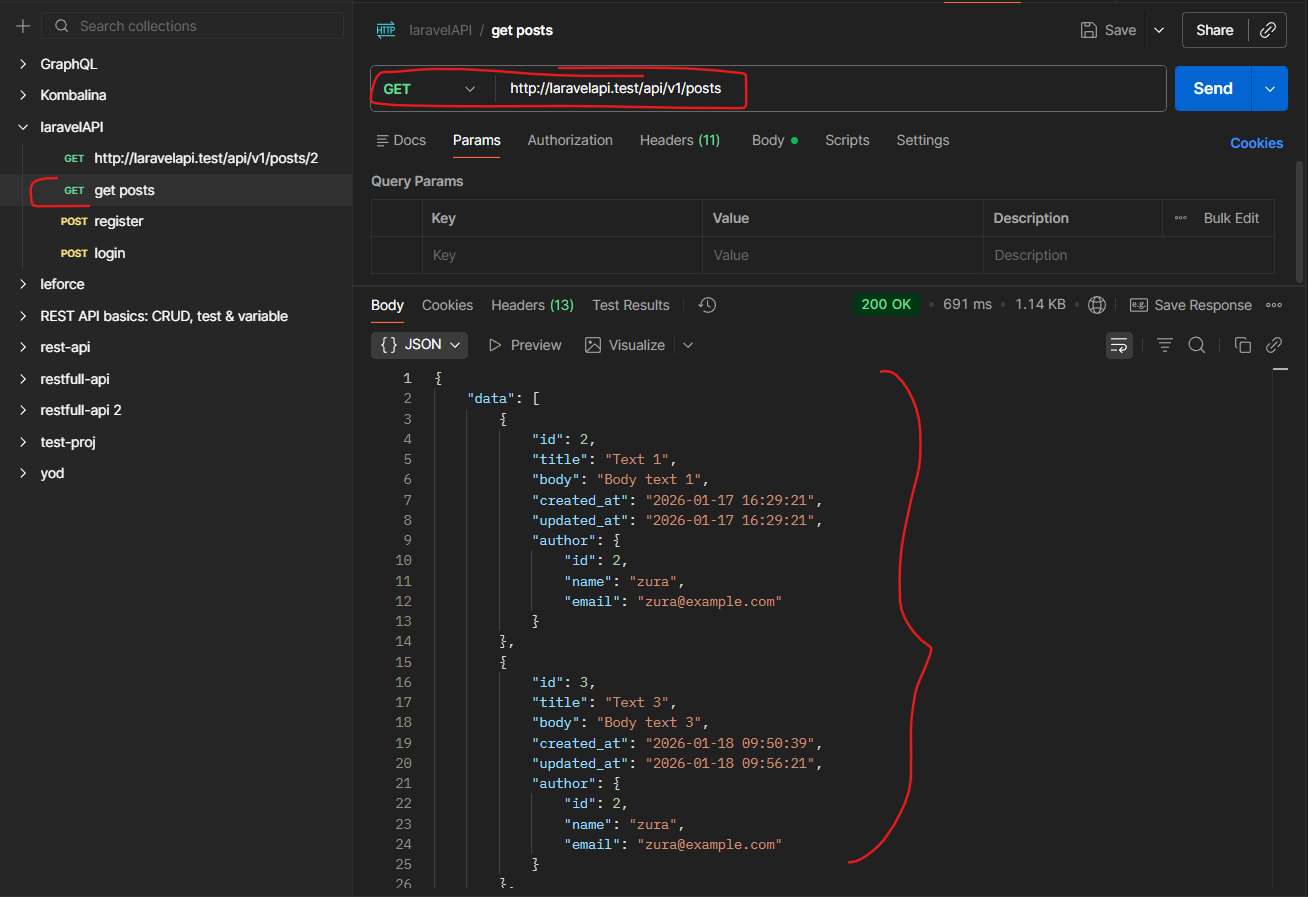 Search collections
GraphQL
Kombalina
laravelAPI
GET http://laravelapi.test/api/v1/posts/2
GET get posts
POST register
POST login
leforce
REST API basics: CRUD, test & variable
rest-api
restfull-api
restfull-api 2
test-proj
yod
HTTP laravelAPI / get posts
Save
Share
GET http://laravelapi.test/api/v1/posts
Send
Docs Params Authorization Headers (11) Body Scripts Settings
Cookies
Query Params
Key Value Description ••• Bulk Edit
Key Value Description
Body Cookies Headers (13) Test Results
200 OK • 691 ms • 1.14 KB • e.g. Save Response •••
{} JSON Preview Visualize
1 {
2 "data": [
3 {
4 "id": 2,
5 "title": "Text 1",
6 "body": "Body text 1",
7 "created_at": "2026-01-17 16:29:21",
8 "updated_at": "2026-01-17 16:29:21",
9 "author": {
10 "id": 2,
11 "name": "zura",
12 "email": "zura@example.com"
13 }
14 },
15 {
16 "id": 3,
17 "title": "Text 3",
18 "body": "Body text 3",
19 "created_at": "2026-01-18 09:50:39",
20 "updated_at": "2026-01-18 09:56:21",
21 "author": {
22 "id": 2,
23 "name": "zura",
24 "email": "zura@example.com"
25 }
26 },